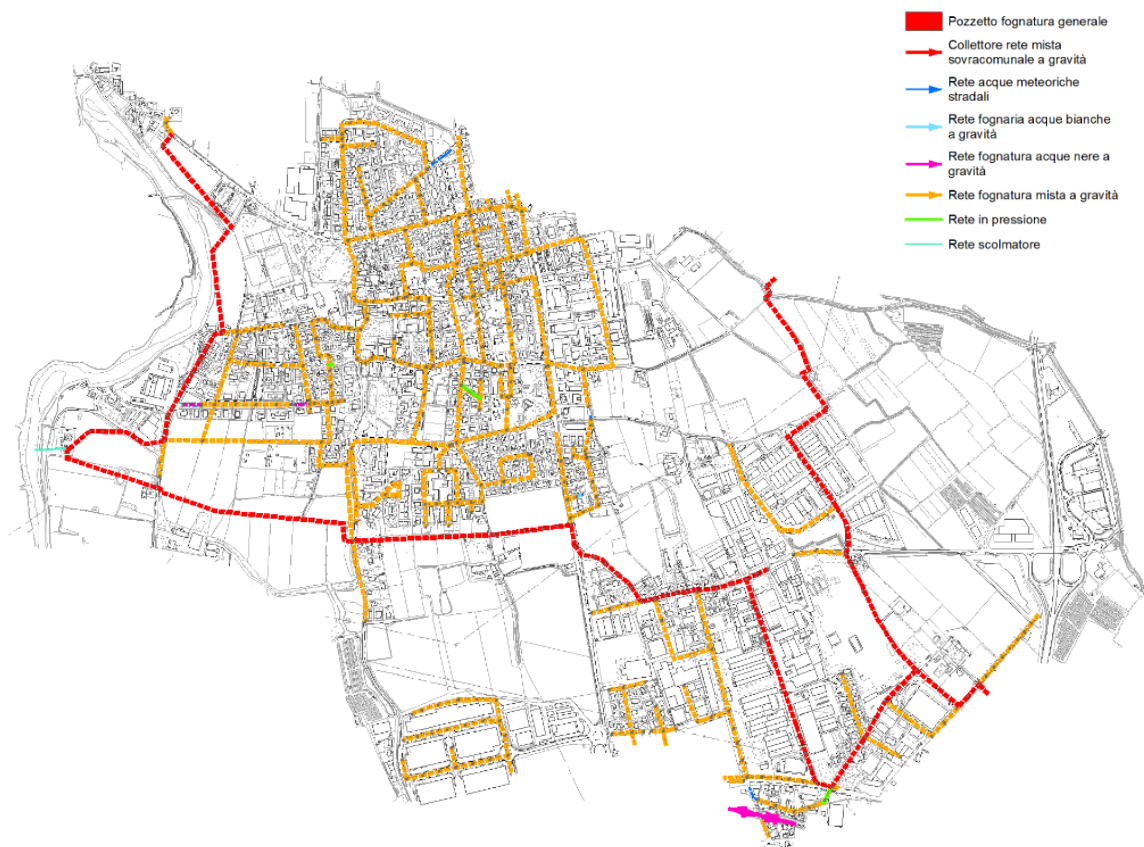 Pozzetto fognatura generale
Collettore rete mista
sovracomunale a gravità
Rete acque meteoriche
stradali
Rete fognaria acque bianche
a gravità
Rete fognatura acque nere a
gravità
Rete fognatura mista a gravità
Rete in pressione
Rete scolmatore